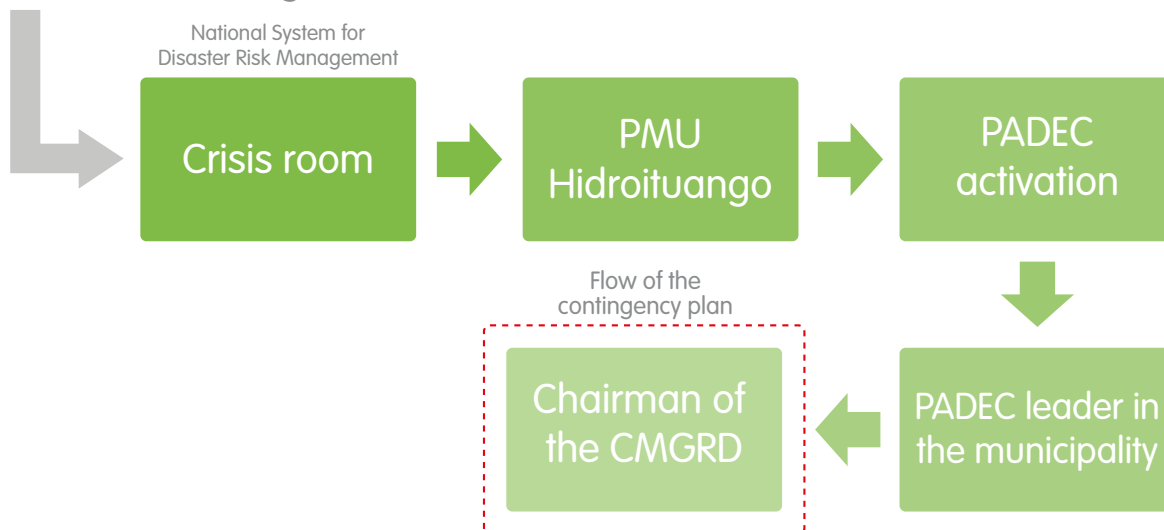 National System for
Disaster Risk Management
Crisis room
PMU
Hidroituango
PADEC
activation
Flow of the
contingency plan
Chairman of
the CMGRD
PADEC leader in
the municipality